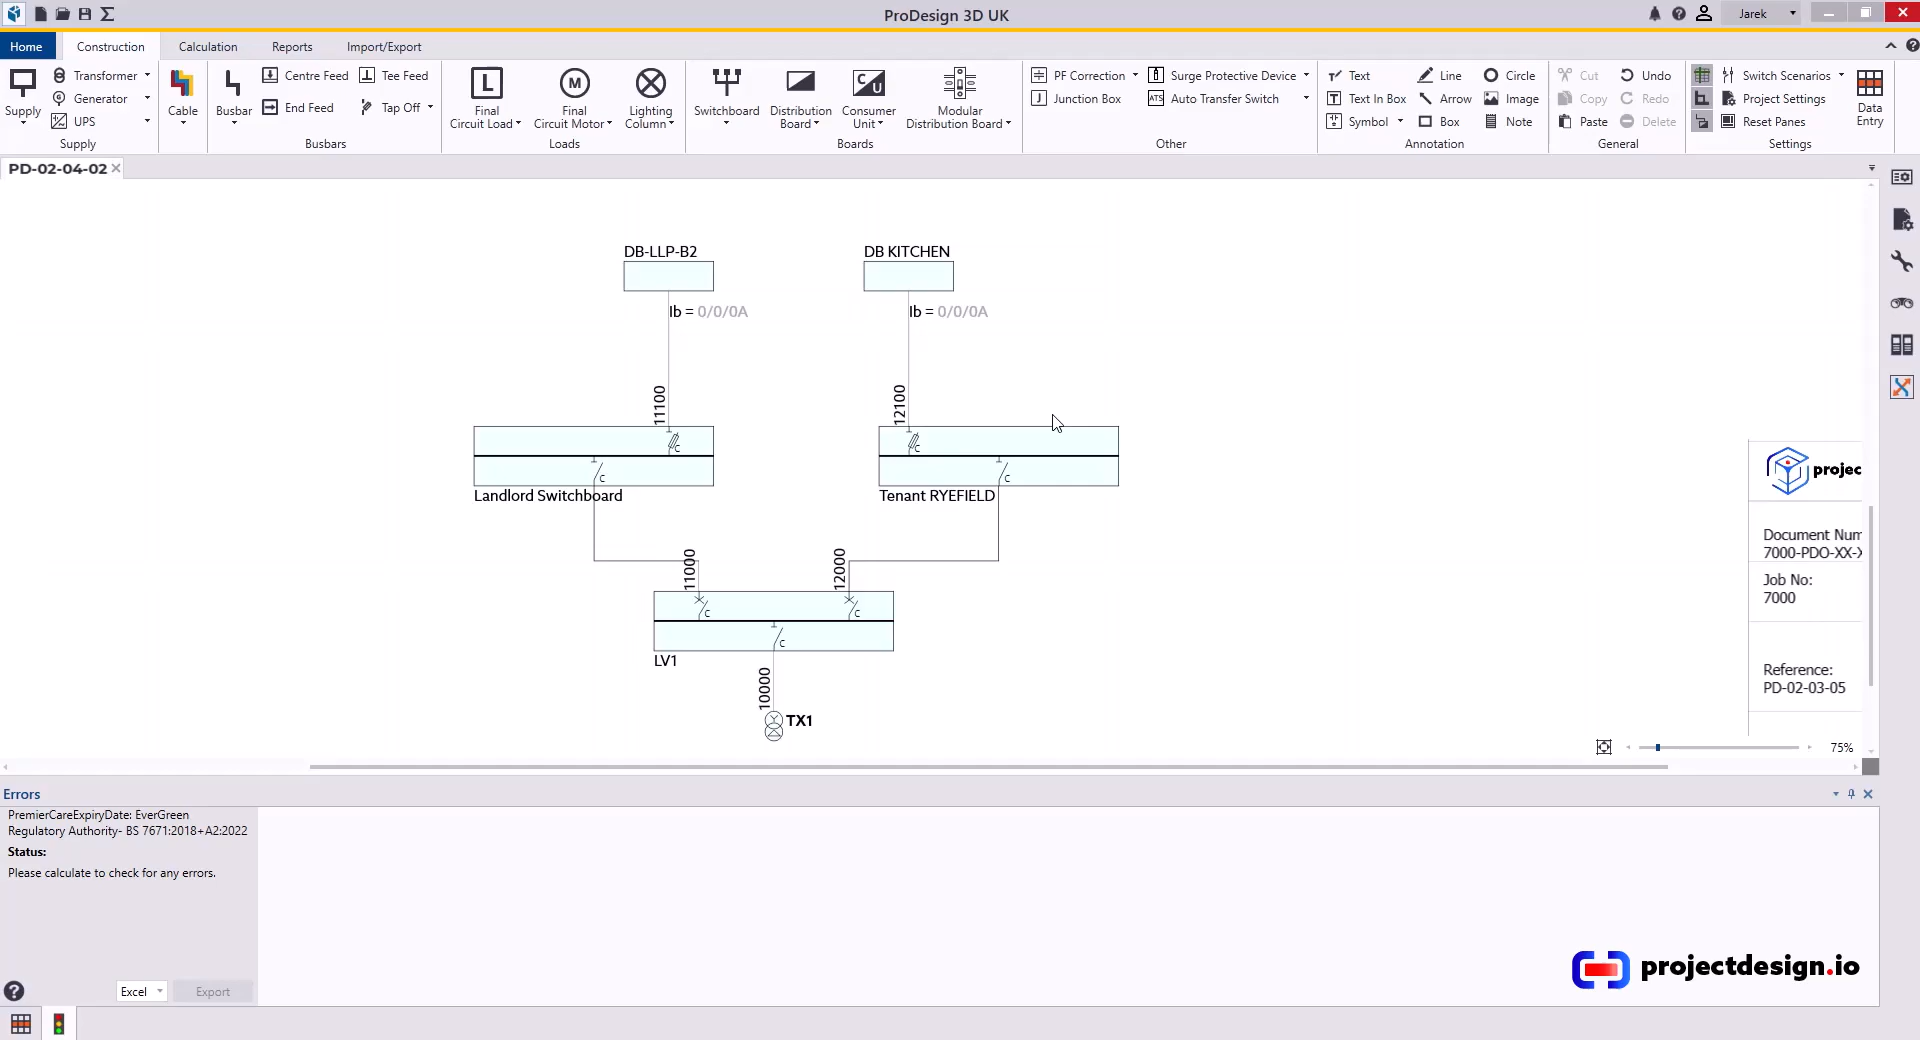 ProDesign 3D UK
Jarek
Home
Construction
Calculation
Reports
Import/Export
Supply
Transformer
Generator
UPS
Supply
Cable
Busbar
Centre Feed
Tee Feed
End Feed
Tap Off
Busbars
Final
Circuit Load
Final
Circuit Motor
Lighting
Column
Loads
Switchboard
Distribution
Board
Consumer
Unit
Modular
Distribution Board
Boards
PF Correction
Surge Protective Device
Junction Box
Auto Transfer Switch
Other
Text
Line
Circle
Text In Box
Arrow
Image
Symbol
Box
Note
Annotation
Cut
Undo
Copy
Redo
Paste
Delete
General
Switch Scenarios
Project Settings
Reset Panes
Settings
Data
Entry
PD-02-04-02
DB-LLP-B2
DB KITCHEN
Ib = 0/0/0A
Ib = 0/0/0A
11100
12100
C
C
C
C
Landlord Switchboard
Tenant RYEFIELD
11000
12000
C
C
C
LV1
10000
TX1
projec
Document Num
7000-PDO-XX-X
Job No:
7000
Reference:
PD-02-03-05
75%
Errors
PremierCareExpiryDate: EverGreen
Regulatory Authority- BS 7671:2018+A2:2022
Status:
Please calculate to check for any errors.
Excel
Export
projectdesign.io